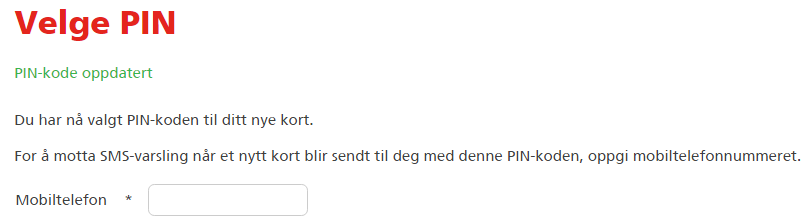 Velge PIN
PIN-kode oppdatert
Du har nå valgt PIN-koden til ditt nye kort.
For å motta SMS-varsling når et nytt kort blir sendt til deg med denne PIN-koden, oppgi mobiltelefonnummeret.
Mobiltelefon *